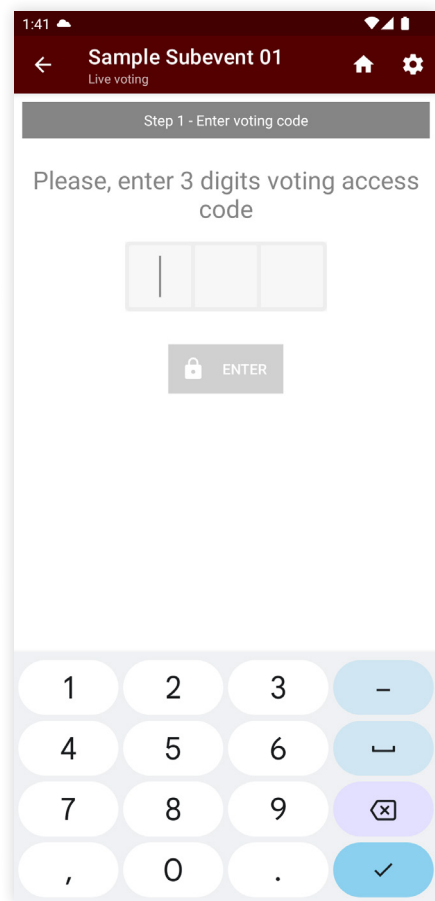 1:41
Sample Subevent 01
Live voting
Step 1 - Enter voting code
Please, enter 3 digits voting access
code
ENTER
1 2 3 –
4 5 6
7 8 9
, 0 .